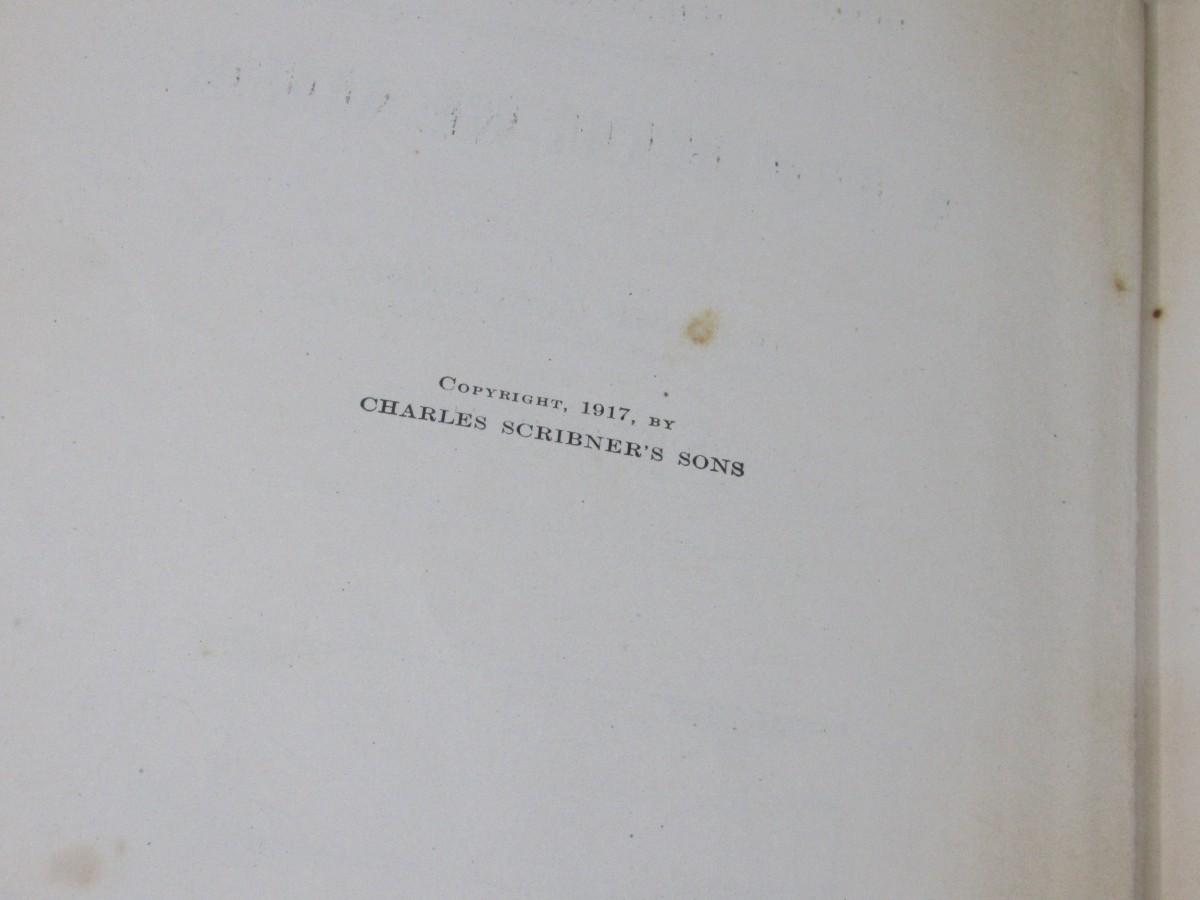 Copyright, 1917, by
CHARLES SCRIBNER'S SONS